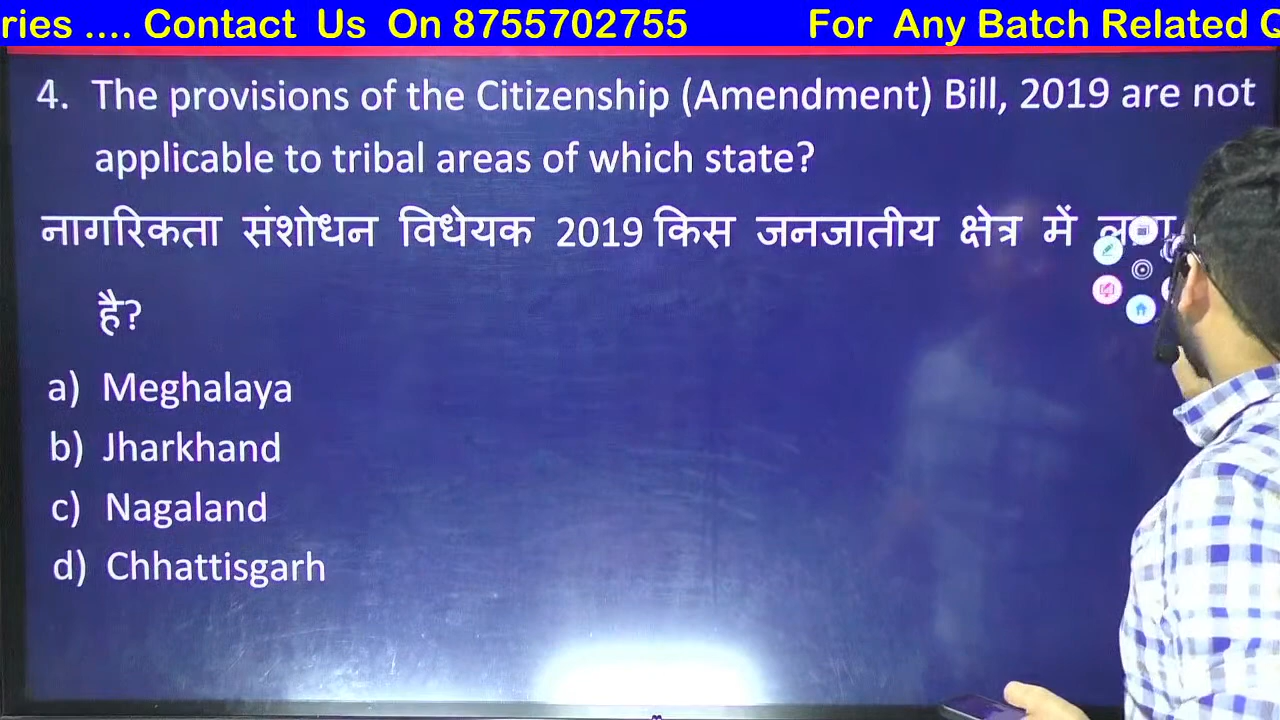 ries .... Contact Us On 8755702755 For Any Batch Related Q
4. The provisions of the Citizenship (Amendment) Bill, 2019 are not
applicable to tribal areas of which state?
नागरिकता संशोधन विधेयक 2019 किस जनजातीय क्षेत्र में
है?
a) Meghalaya
b) Jharkhand
c) Nagaland
d) Chhattisgarh